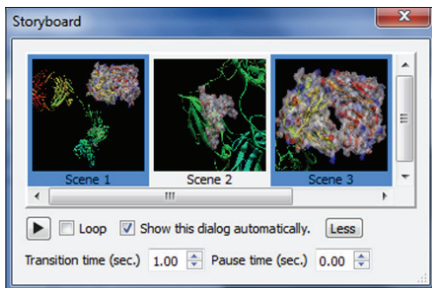 Storyboard
Scene 1 Scene 2 Scene 3
Loop Show this dialog automatically. Less
Transition time (sec.) 1.00 Pause time (sec.) 0.00